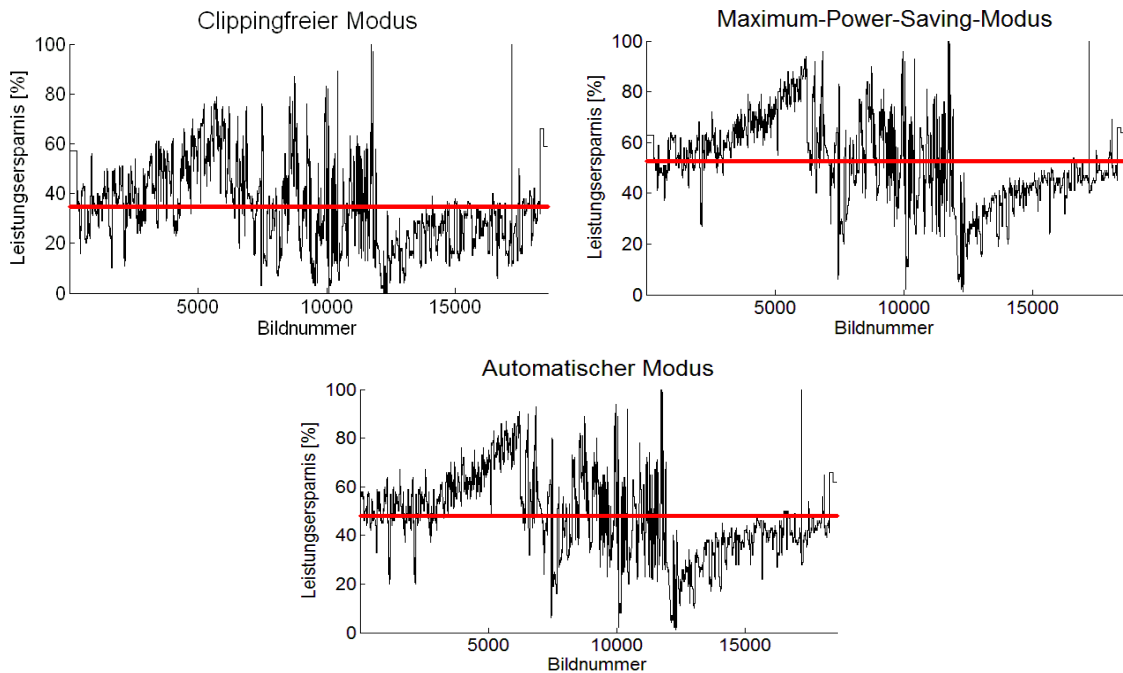 Clippingfreier Modus
Leistungsersparnis [%]
100
80
60
40
20
0
5000 10000 15000
Bildnummer
Maximum-Power-Saving-Modus
Leistungsersparnis [%]
100
80
60
40
20
0
5000 10000 15000
Bildnummer
Automatischer Modus
Leistungsersparnis [%]
100
80
60
40
20
0
5000 10000 15000
Bildnummer